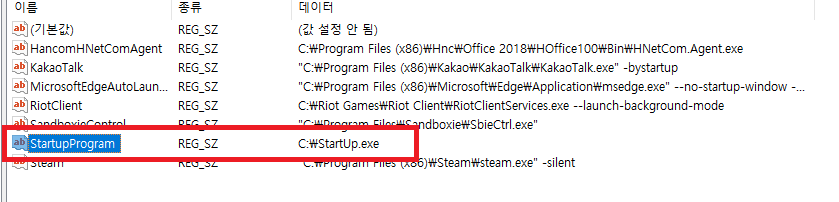 이름 종류 데이터
(기본값) REG_SZ (값 설정 안 됨)
HancomHNetComAgent REG_SZ C:₩Program Files (x86)₩Hnc₩Office 2018₩HOffice100₩Bin₩HNetCom.Agent.exe
KakaoTalk REG_SZ "C:₩Program Files (x86)₩Kakao₩KakaoTalk₩KakaoTalk.exe" -bystartup
MicrosoftEdgeAutoLaun... REG_SZ "C:₩Program Files (x86)₩Microsoft₩Edge₩Application₩msedge.exe" --no-startup-window -...
RiotClient REG_SZ C:₩Riot Games₩Riot Client₩RiotClientServices.exe --launch-background-mode
SandboxieControl REG_SZ "C:₩Program Files₩Sandboxie₩SbieCtrl.exe"
StartupProgram REG_SZ C:₩StartUp.exe
Steam REG_SZ "C:₩Program Files (x86)₩Steam₩steam.exe" -silent